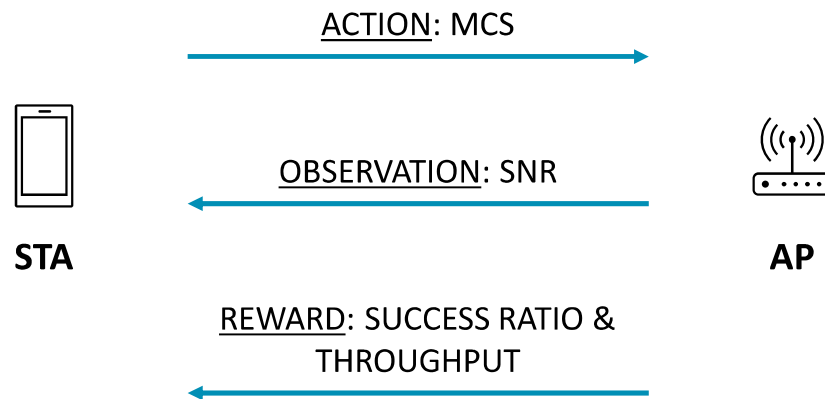 ACTION: MCS
OBSERVATION: SNR
STA
AP
REWARD: SUCCESS RATIO &
THROUGHPUT